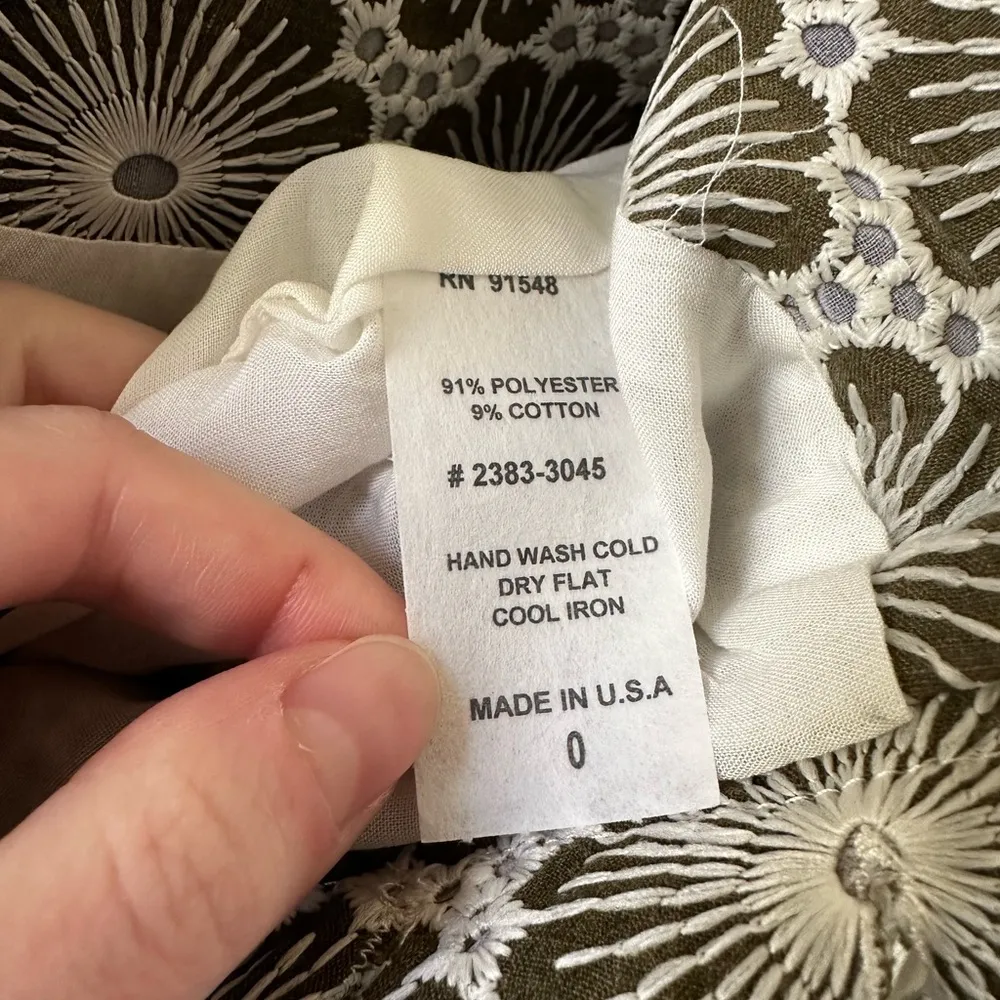 RN 91548
91% POLYESTER
9% COTTON
# 2383-3045
HAND WASH COLD
DRY FLAT
COOL IRON
MADE IN U.S.A
0